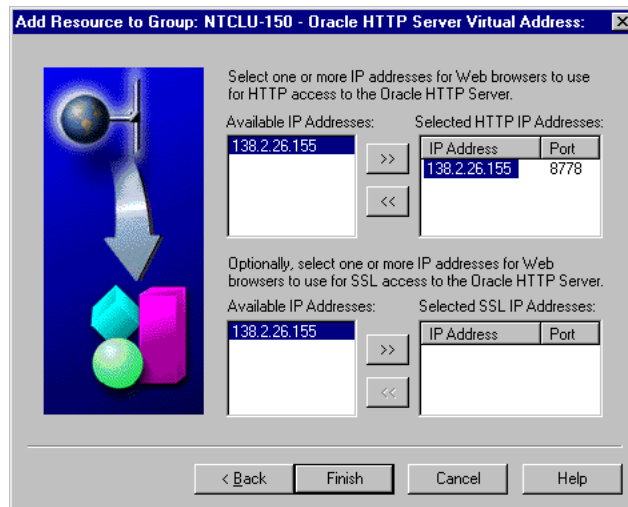 Add Resource to Group: NTCLU-150 - Oracle HTTP Server Virtual Address:
Select one or more IP addresses for Web browsers to use
for HTTP access to the Oracle HTTP Server.
Available IP Addresses:
138.2.26.155
>>
<<
Selected HTTP IP Addresses:
IP Address Port
138.2.26.155 8778
Optionally, select one or more IP addresses for Web
browsers to use for SSL access to the Oracle HTTP Server.
Available IP Addresses:
138.2.26.155
>>
<<
Selected SSL IP Addresses:
IP Address Port
< Back Finish Cancel Help